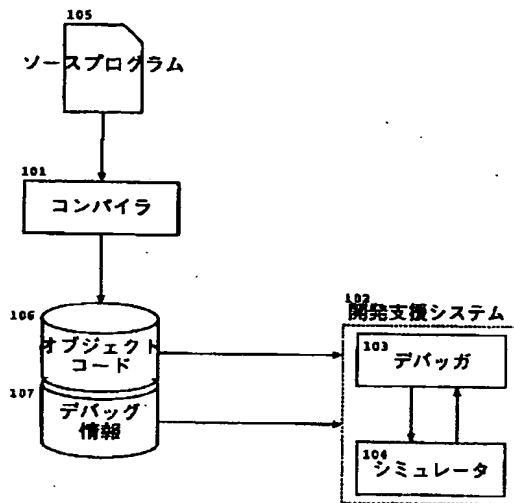 105
ソースプログラム
101
コンパイラ
106
オブジェクト
コード
107
デバッグ
情報
102
開発支援システム
103
デバッガ
104
シミュレータ